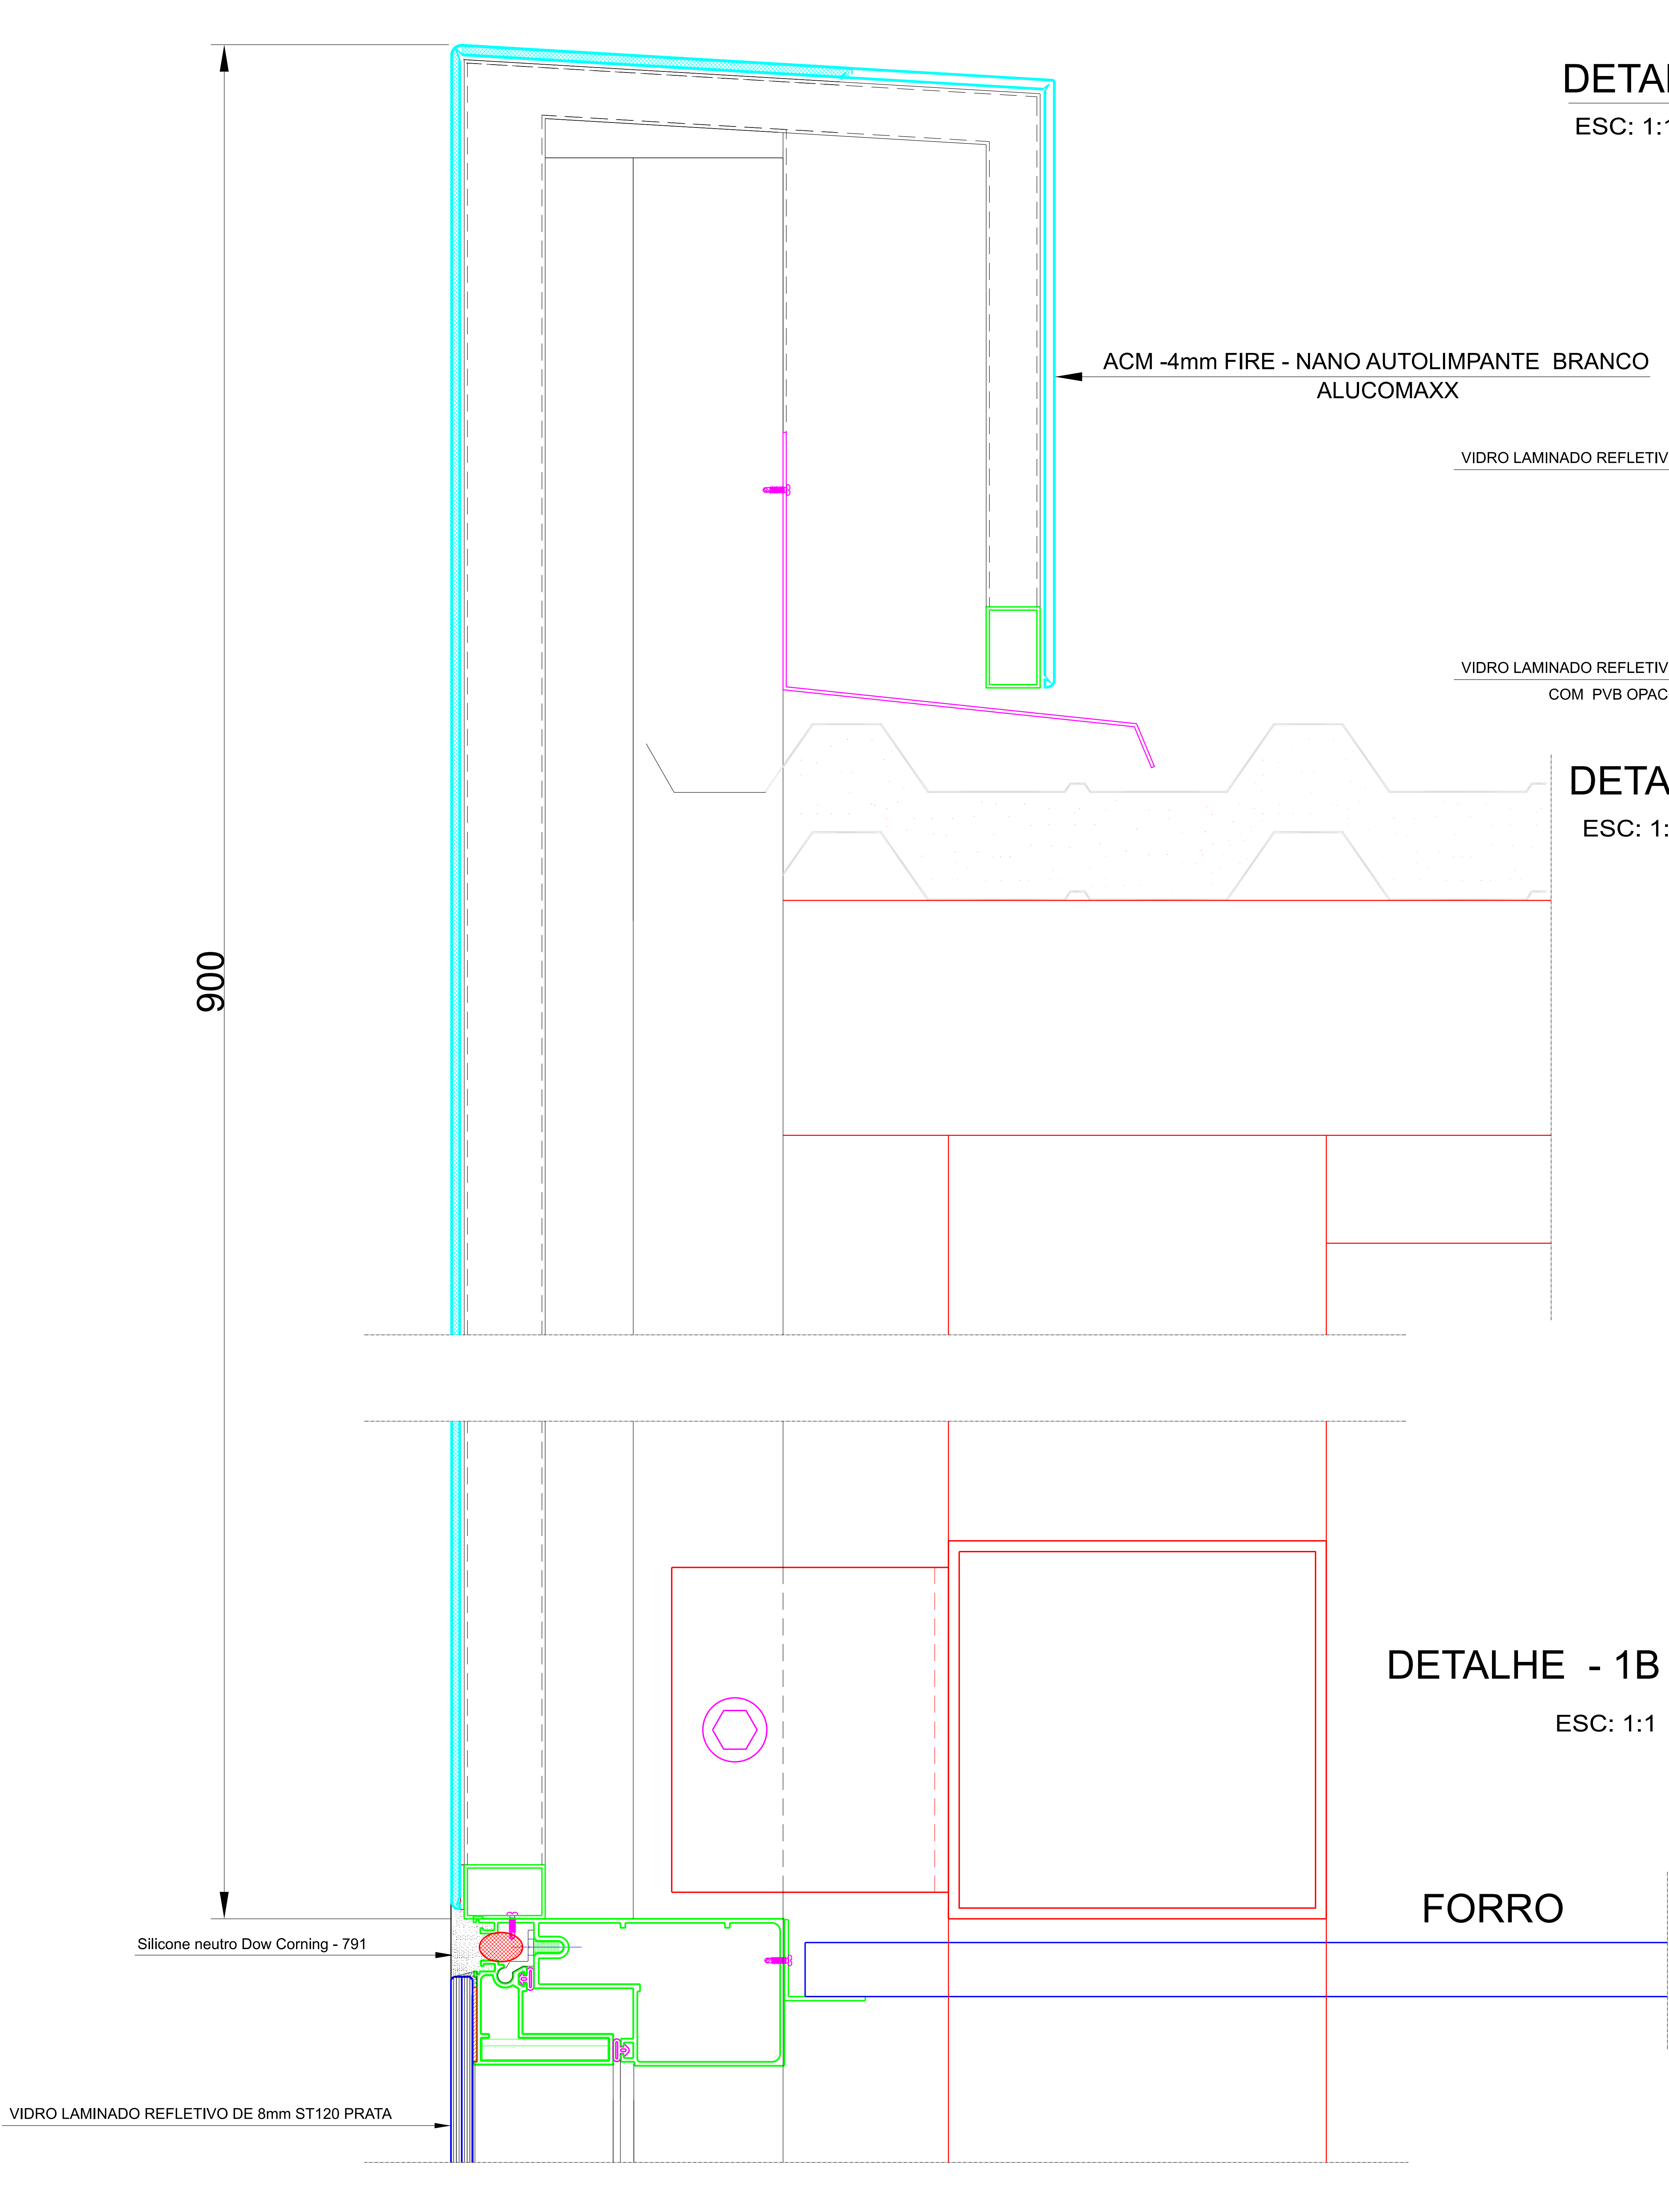 DETAL
ESC: 1:1
ACM -4mm FIRE - NANO AUTOLIMPANTE BRANCO
ALUCOMAXX
VIDRO LAMINADO REFLETIV
VIDRO LAMINADO REFLETIV
COM PVB OPAC
DETA
ESC: 1:
900
DETALHE - 1B
ESC: 1:1
FORRO
Silicone neutro Dow Corning - 791
VIDRO LAMINADO REFLETIVO DE 8mm ST120 PRATA